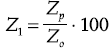 Z₁ = Zₚ / Zₒ · 100